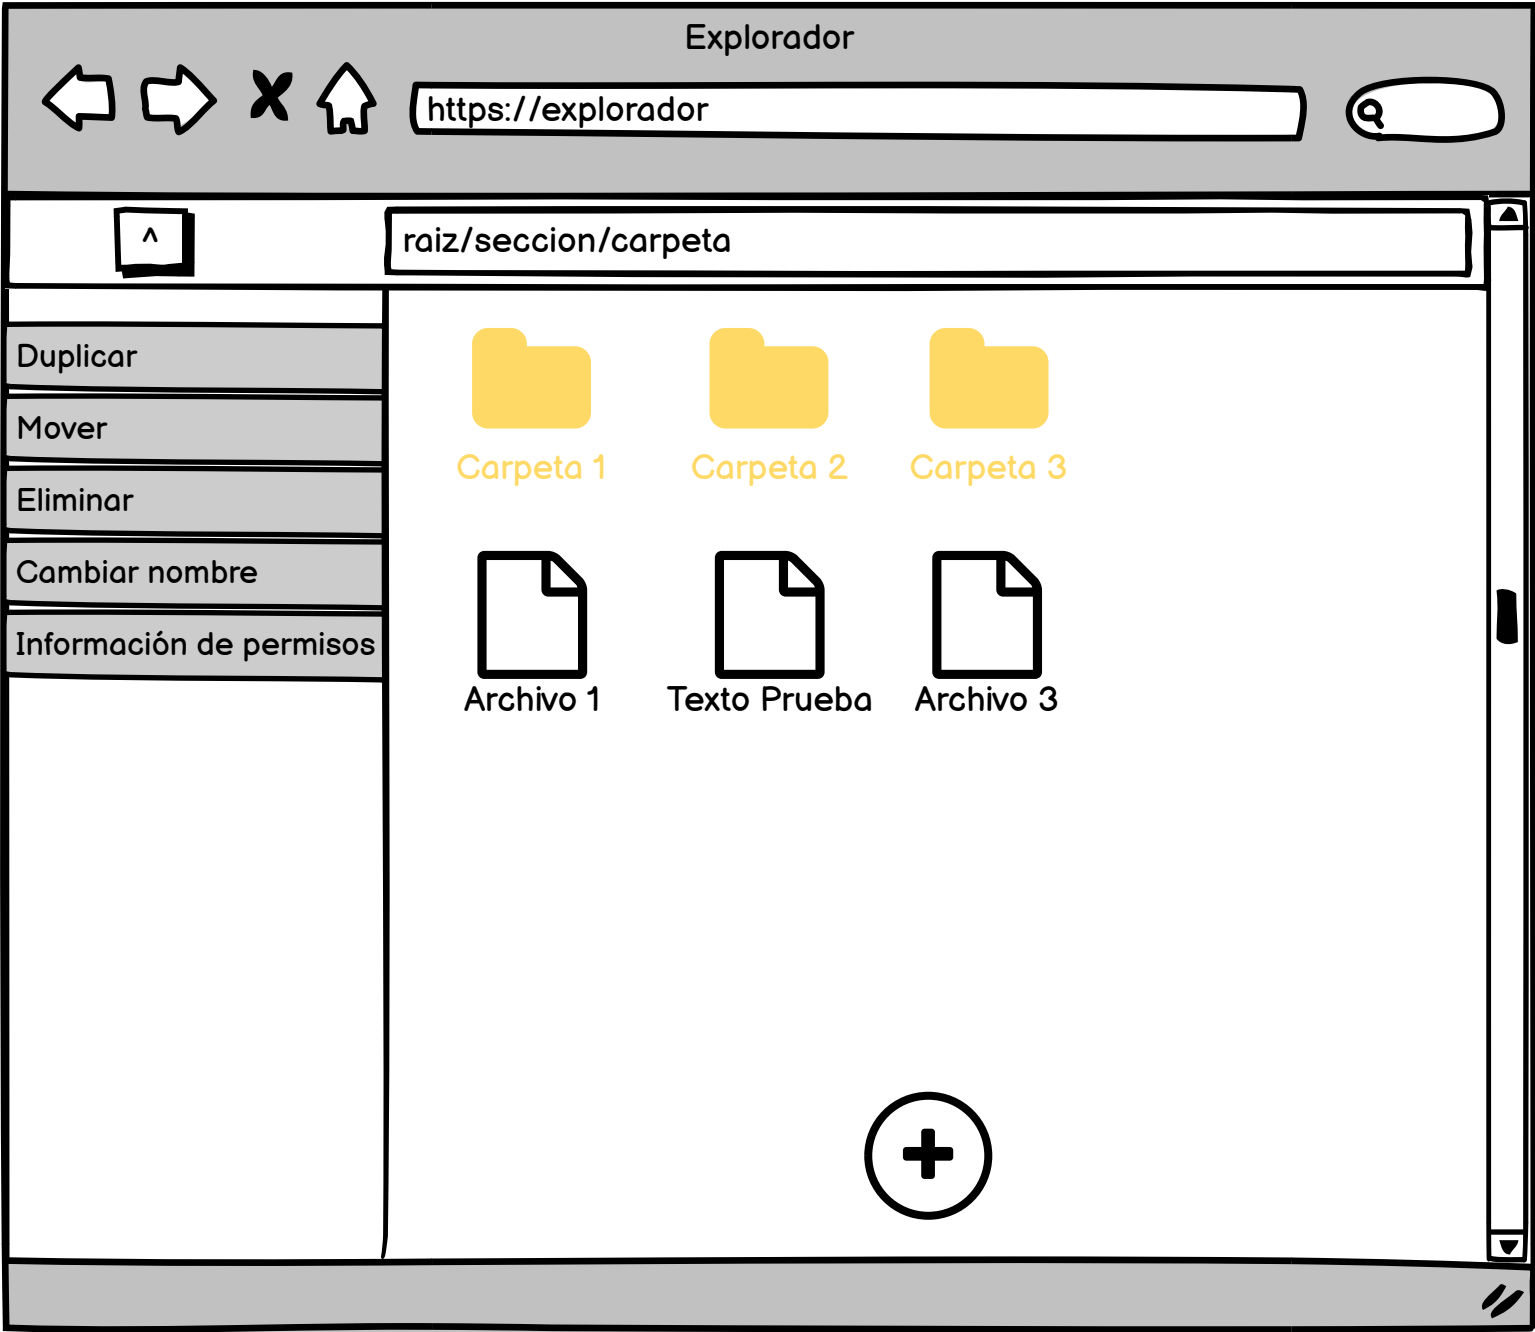 Explorador
https://explorador
^
raiz/seccion/carpeta
Duplicar
Mover
Eliminar
Cambiar nombre
Información de permisos
Carpeta 1
Carpeta 2
Carpeta 3
Archivo 1
Texto Prueba
Archivo 3